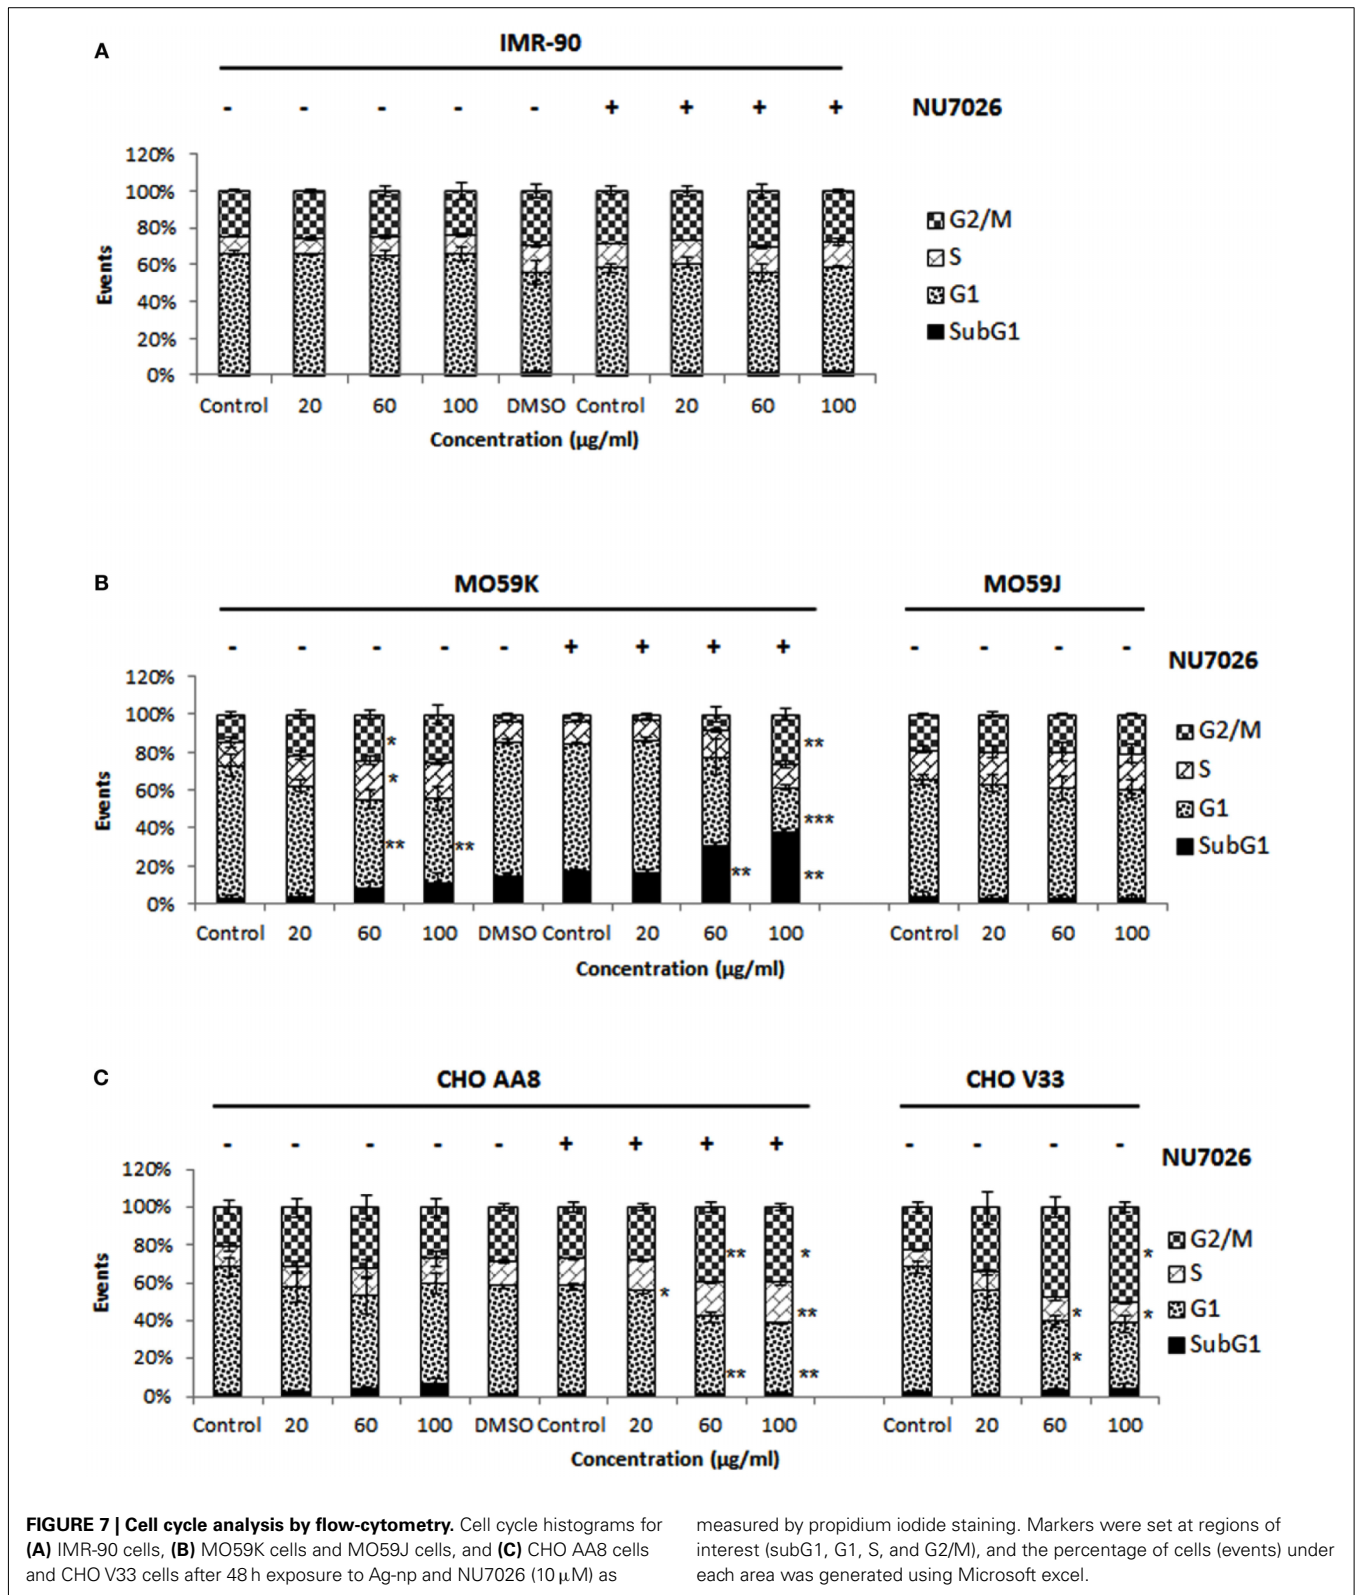 A
IMR-90
- - - - - + + + + NU7026
120%
100%
80%
60%
40%
20%
0%
Events
G2/M
S
G1
SubG1
Control 20 60 100 DMSO Control 20 60 100
Concentration (µg/ml)
B
MO59K MO59J
- - - - - + + + + - - - - NU7026
120%
100%
80%
60%
40%
20%
0%
Events
*
*
**
**
**
**
***
**
G2/M
S
G1
SubG1
Control 20 60 100 DMSO Control 20 60 100 Control 20 60 100
Concentration (µg/ml)
C
CHO AA8 CHO V33
- - - - - + + + + - - - - NU7026
120%
100%
80%
60%
40%
20%
0%
Events
*
**
**
*
**
**
*
*
*
*
G2/M
S
G1
SubG1
Control 20 60 100 DMSO Control 20 60 100 Control 20 60 100
Concentration (µg/ml)
FIGURE 7 | Cell cycle analysis by flow-cytometry. Cell cycle histograms for
(A) IMR-90 cells, (B) MO59K cells and MO59J cells, and (C) CHO AA8 cells
and CHO V33 cells after 48 h exposure to Ag-np and NU7026 (10 µM) as
measured by propidium iodide staining. Markers were set at regions of
interest (subG1, G1, S, and G2/M), and the percentage of cells (events) under
each area was generated using Microsoft excel.